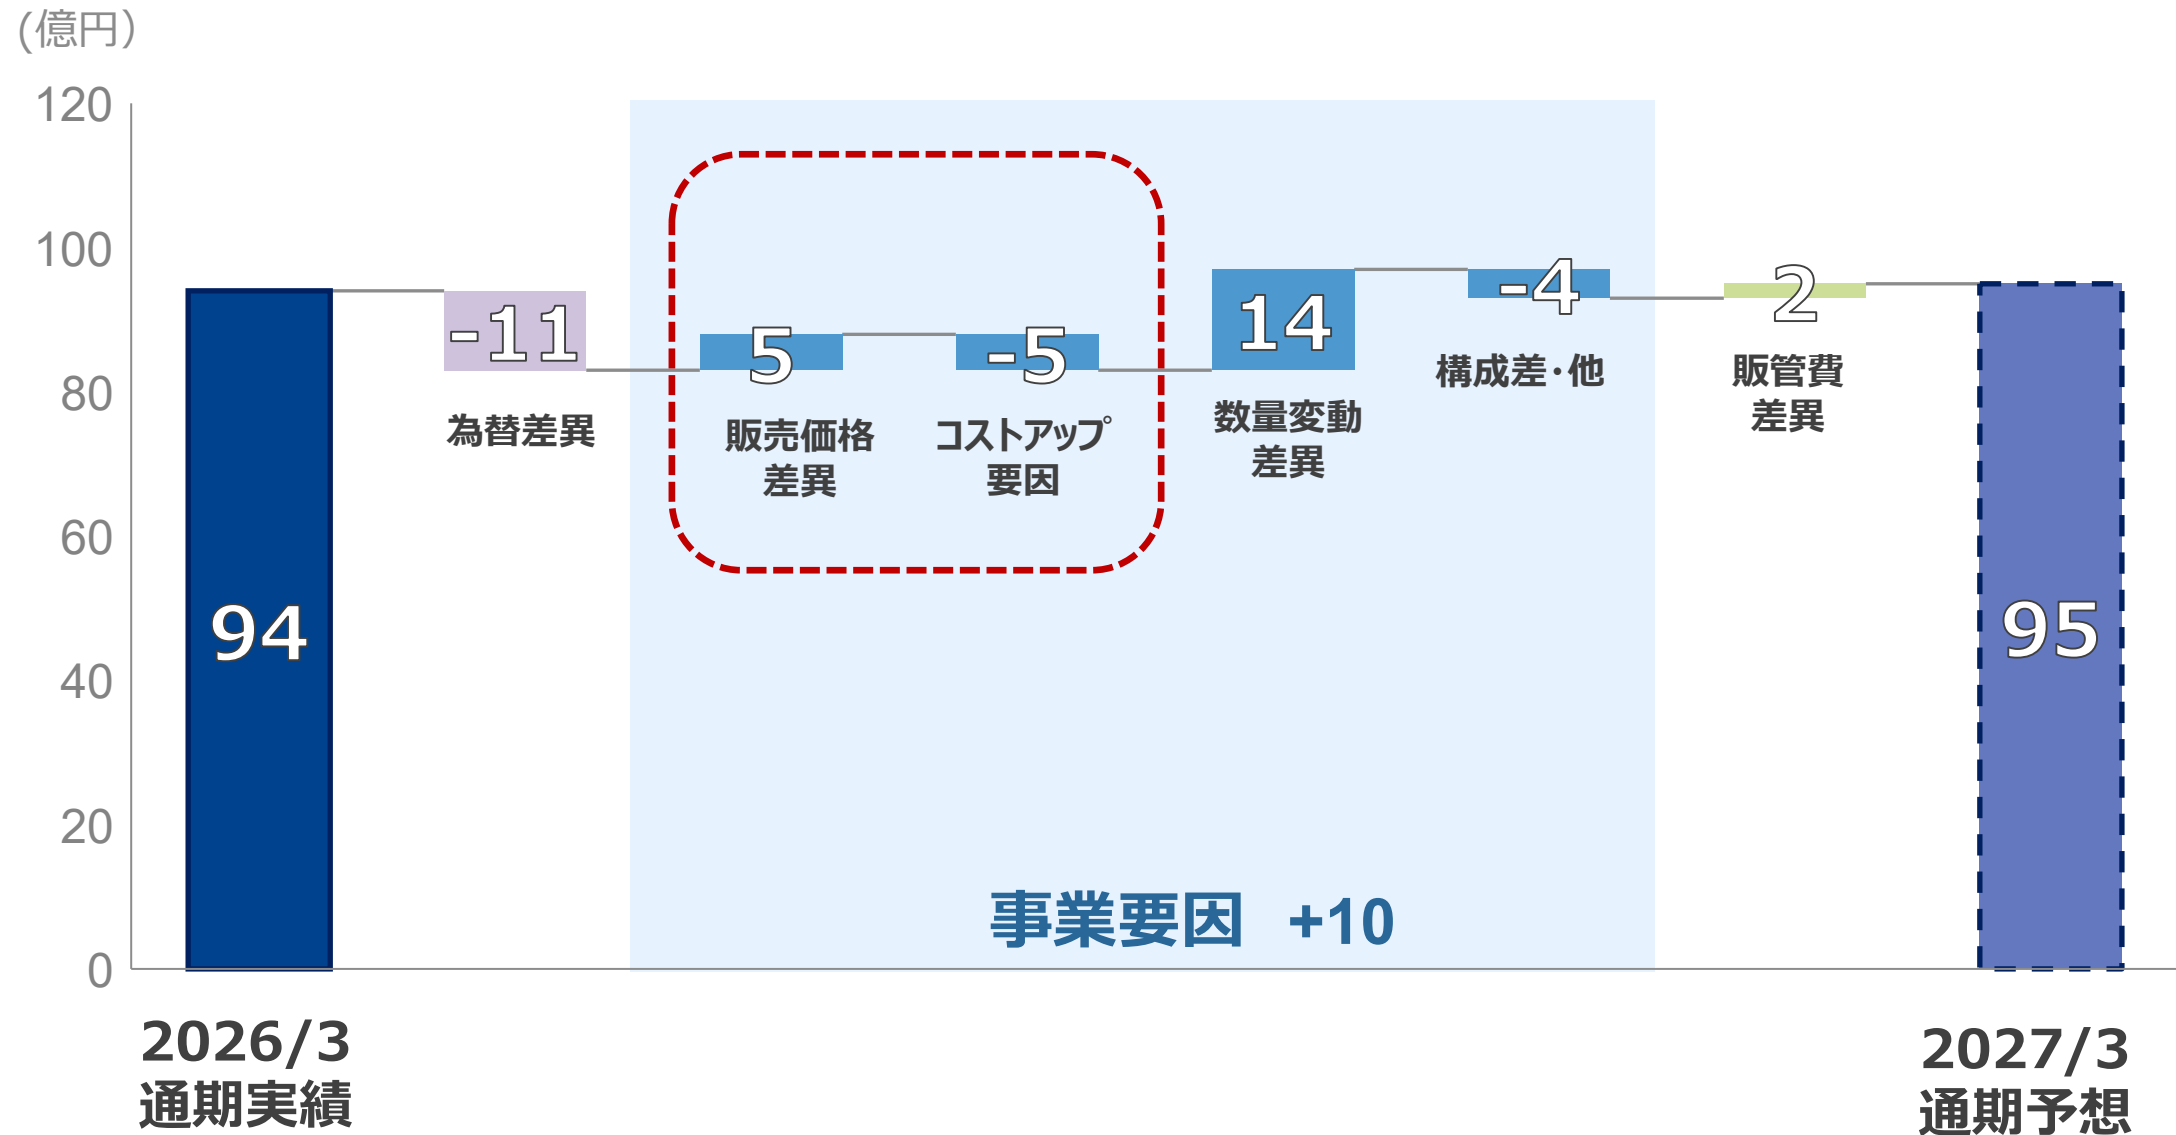 (億円)
120
100
80
60
40
20
0
94
-11
為替差異
5
販売価格
差異
-5
コストアップ
要因
14
数量変動
差異
-4
構成差・他
2
販管費
差異
95
事業要因 +10
2026/3
通期実績
2027/3
通期予想